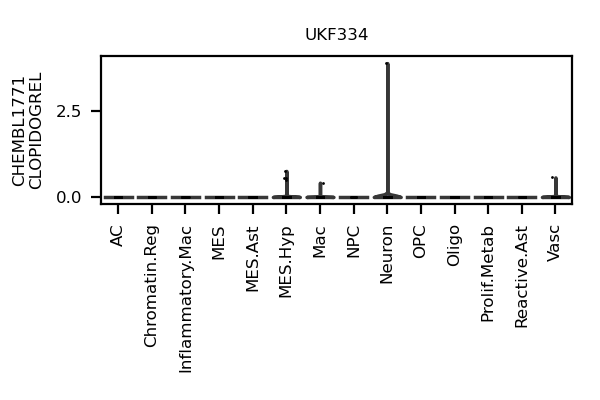 UKF334
CHEMBL1771
CLOPIDOGREL
2.5
0.0
AC
Chromatin.Reg
Inflammatory.Mac
MES
MES.Ast
MES.Hyp
Mac
NPC
Neuron
OPC
Oligo
Prolif.Metab
Reactive.Ast
Vasc